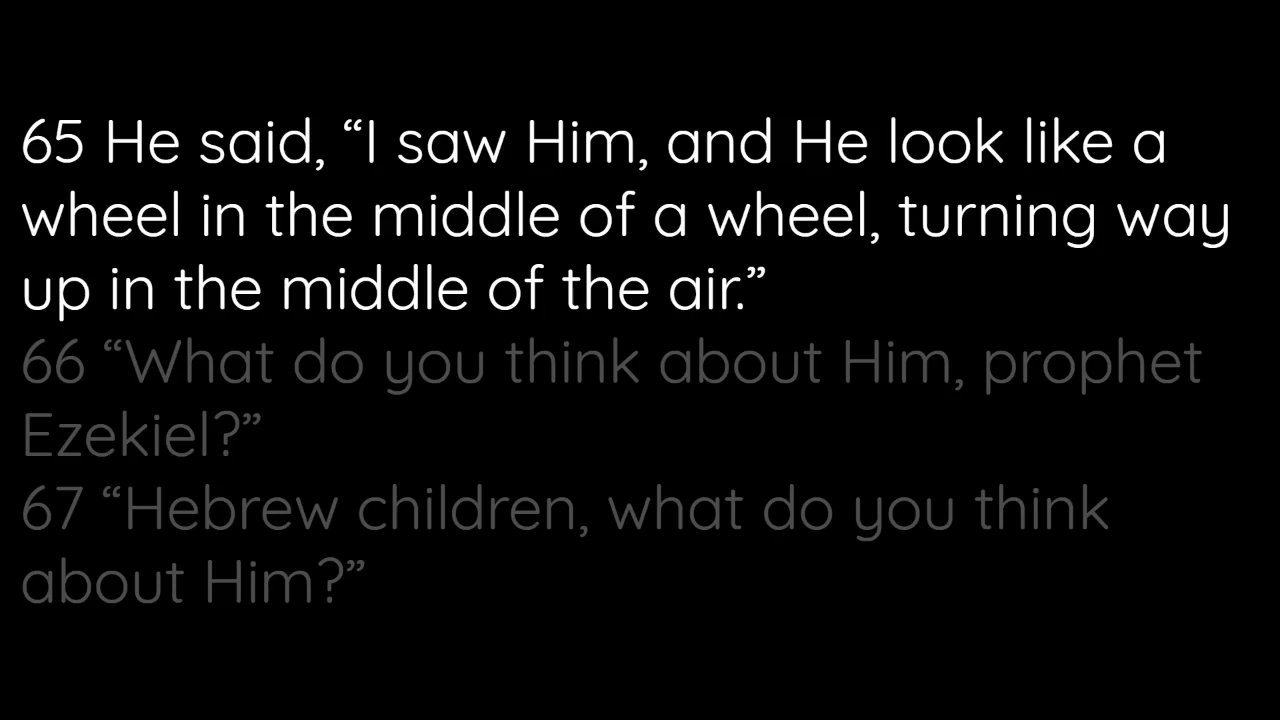 65 He said, “I saw Him, and He look like a
wheel in the middle of a wheel, turning way
up in the middle of the air.”
66 “What do you think about Him, prophet
Ezekiel?”
67 “Hebrew children, what do you think
about Him?”